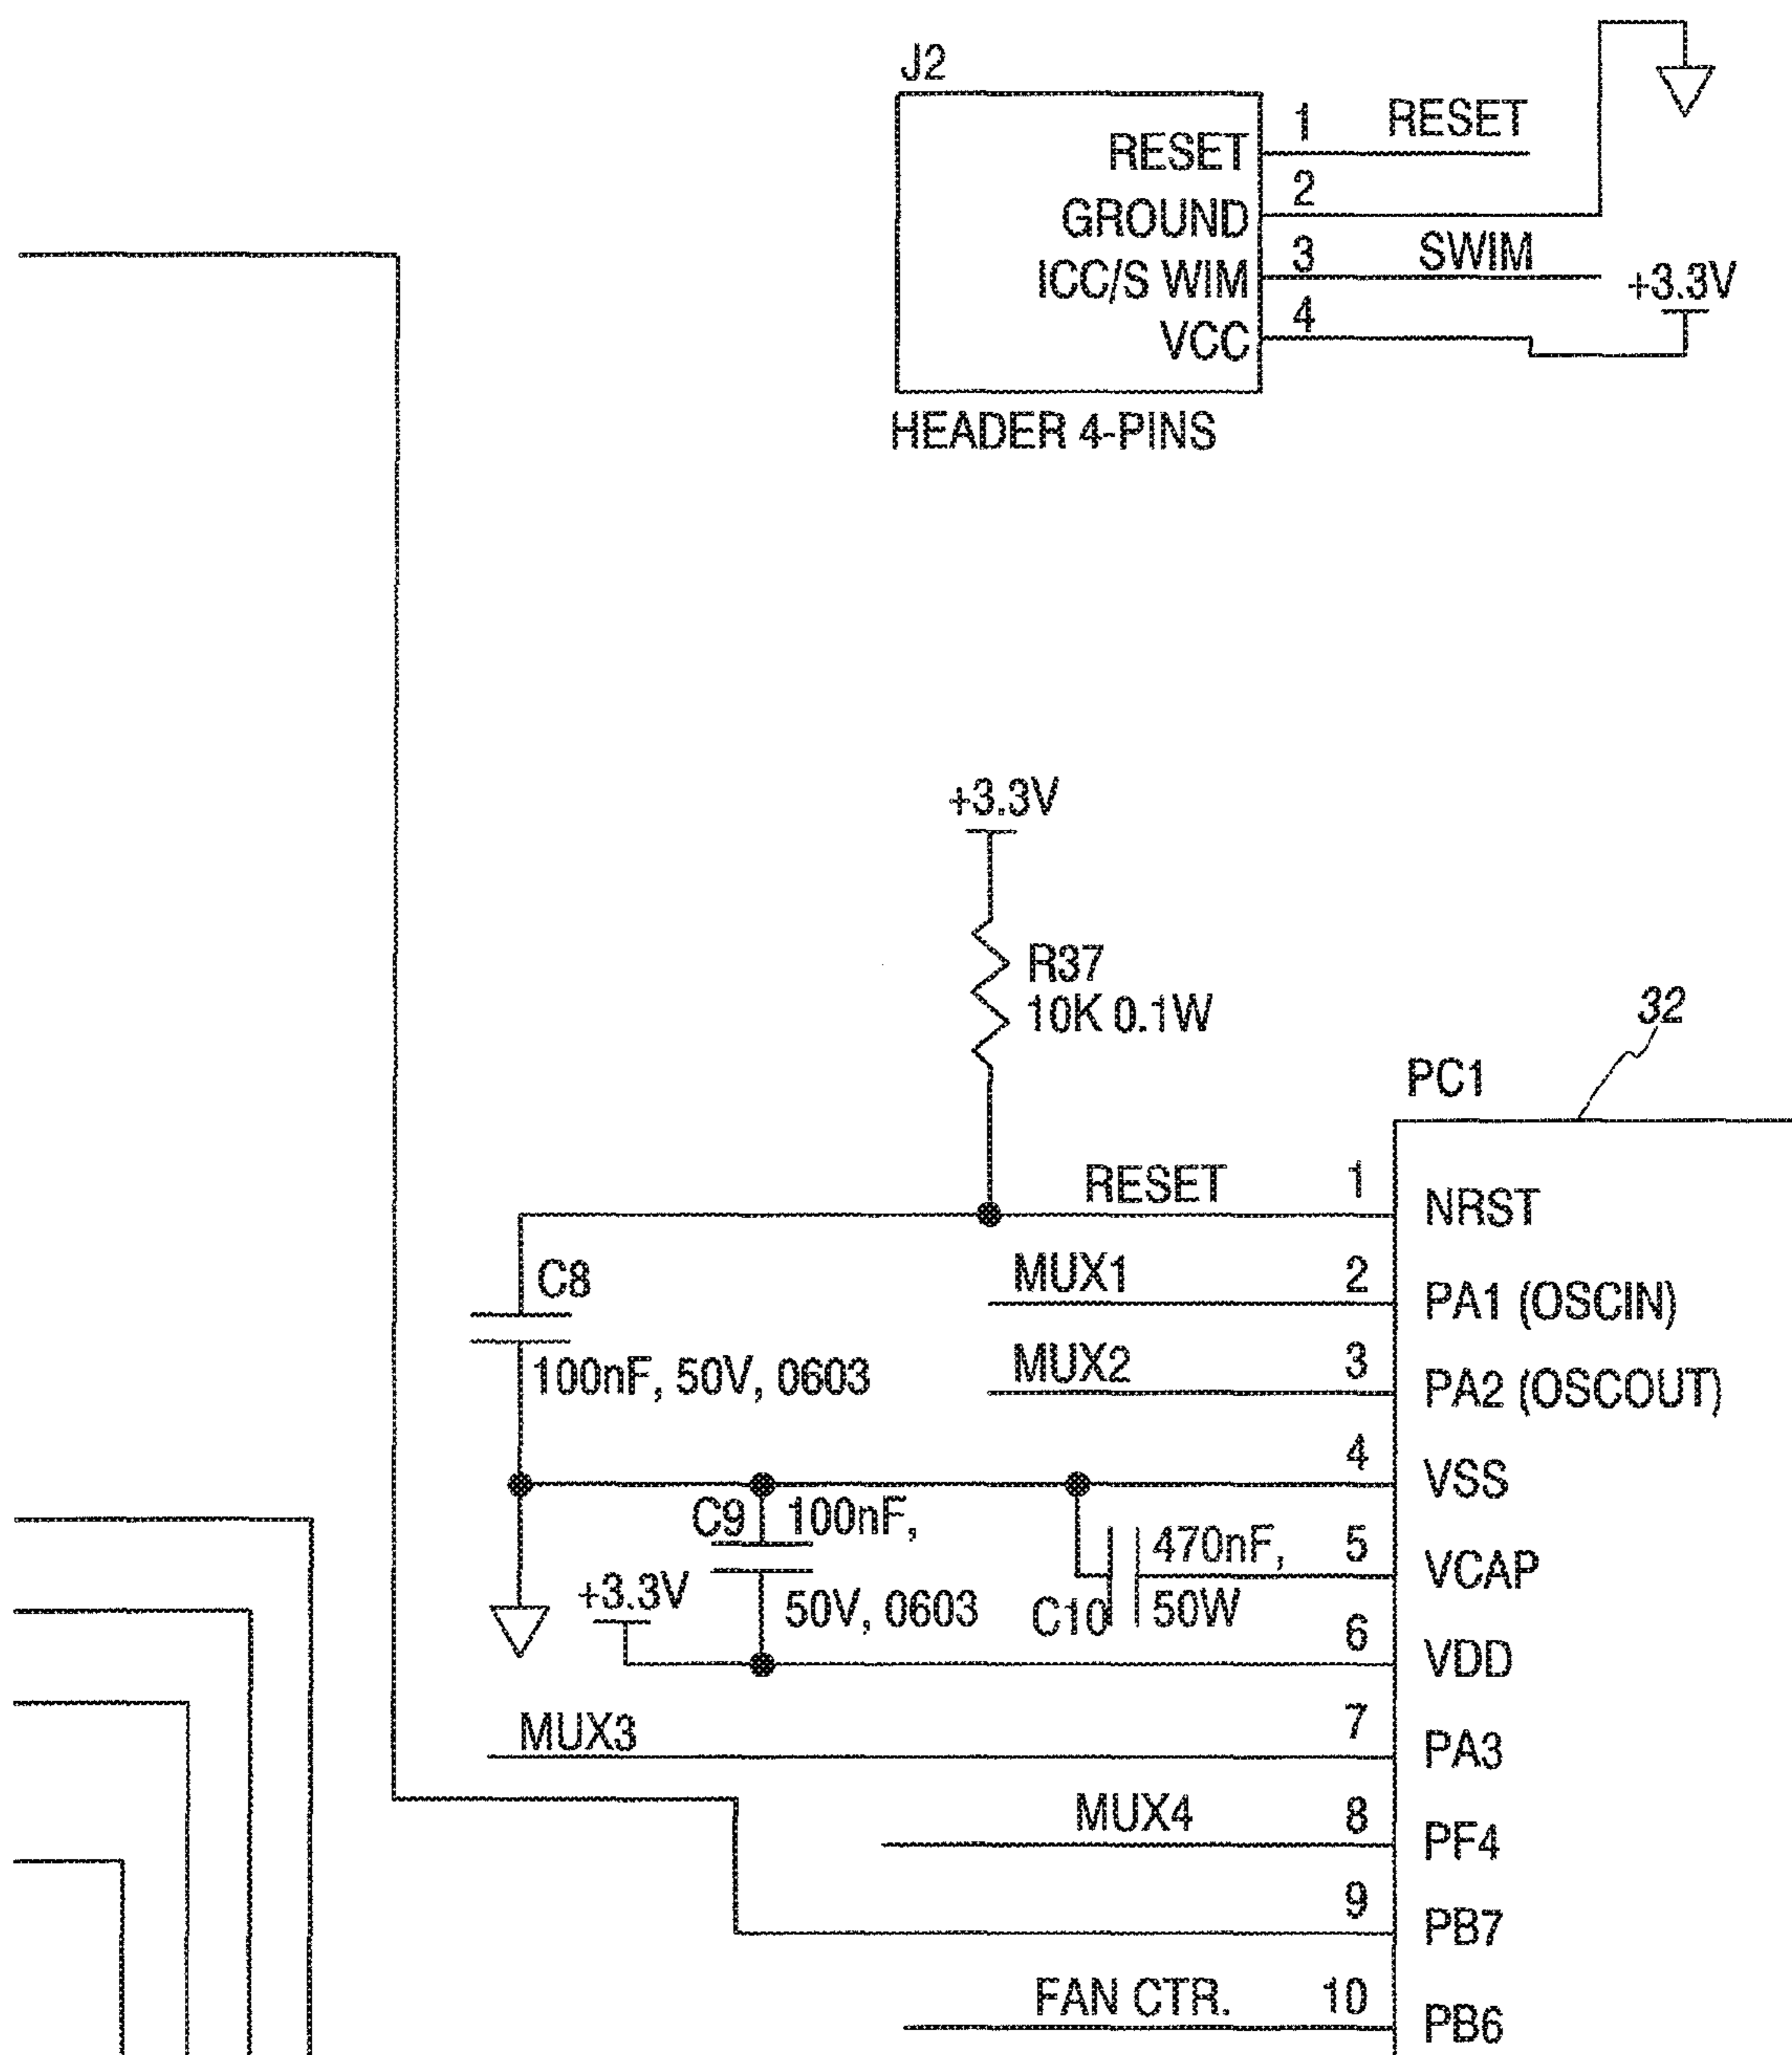 J2
RESET 1 RESET
GROUND 2
ICC/S WIM 3 SWIM
+3.3V
VCC 4
HEADER 4-PINS
+3.3V
R37
10K 0.1W
32
PC1
RESET 1 NRST
C8
MUX1 2 PA1 (OSCIN)
100nF, 50V, 0603
MUX2 3 PA2 (OSCOUT)
4 VSS
C9 100nF,
470nF, 5 VCAP
+3.3V
50V, 0603
C10 50W
6 VDD
MUX3 7 PA3
MUX4 8 PF4
9 PB7
FAN CTR. 10 PB6